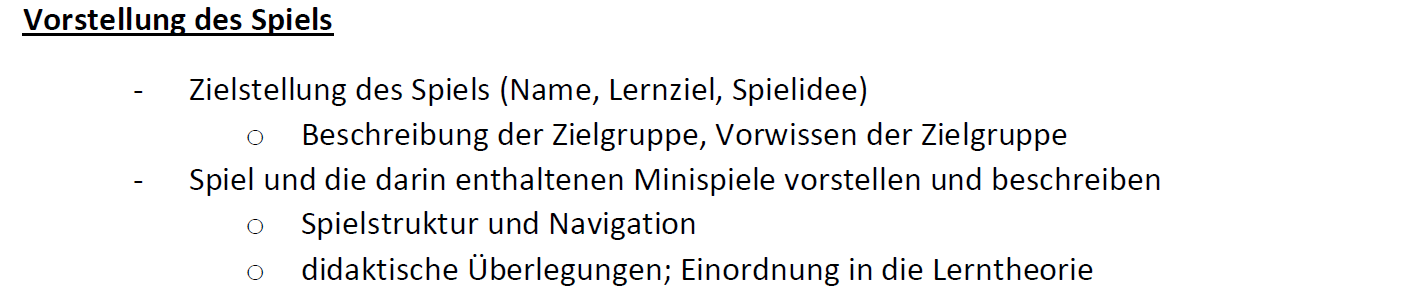 Vorstellung des Spiels
- Zielstellung des Spiels (Name, Lernziel, Spielidee)
o Beschreibung der Zielgruppe, Vorwissen der Zielgruppe
- Spiel und die darin enthaltenen Minispiele vorstellen und beschreiben
o Spielstruktur und Navigation
o didaktische Überlegungen; Einordnung in die Lerntheorie